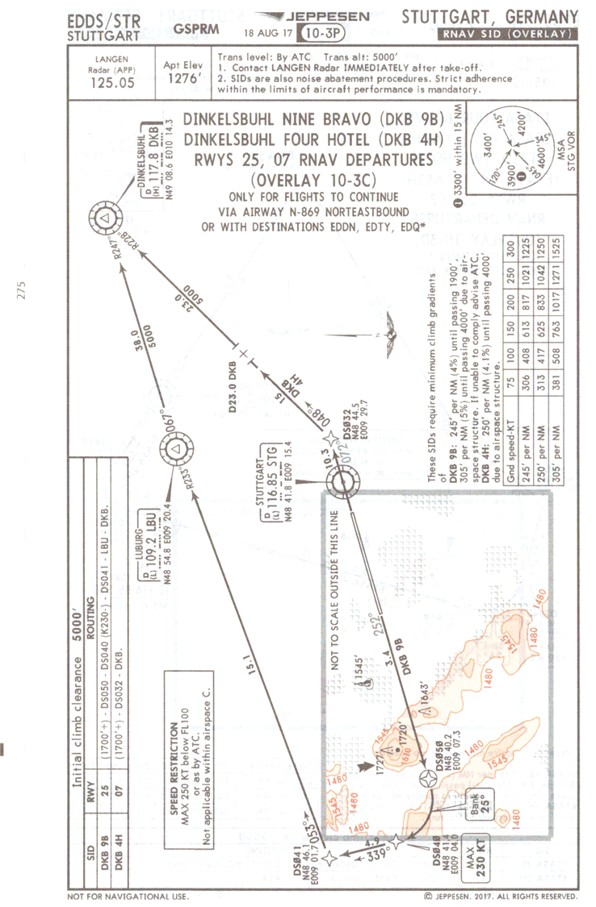 EDDS/STR
STUTTGART
GSPRM
JEPPESEN
18 AUG 17 10-3P
STUTTGART, GERMANY
RNAV SID (OVERLAY)
LANGEN
Radar (APP)
125.05
Apt Elev
1276'
Trans level: By ATC Trans alt: 5000'
1. Contact LANGEN Radar IMMEDIATELY after take-off.
2. SIDs are also noise abatement procedures. Strict adherence
within the limits of aircraft performance is mandatory.
DINKELSBUHL NINE BRAVO (DKB 9B)
DINKELSBUHL FOUR HOTEL (DKB 4H)
RWYS 25, 07 RNAV DEPARTURES
(OVERLAY 10-3C)
ONLY FOR FLIGHTS TO CONTINUE
VIA AIRWAY N-869 NORTEASTBOUND
OR WITH DESTINATIONS EDDN, EDTY, EDQ*
3300' within 15 NM
245°
4200'
3400'
345°
120°
3900'
4600'
MSA
STG VOR
DINKELSBUHL
D
(H) 117.8 DKB
N49 08.6 E010 14.3
R228°
R247°
5000
23.0
38.0
5000
D23.0 DKB
15
DKB
4H
048°
DS032
N48 44.5
E009 29.7
10.3
072°
067°
R233°
STUTTGART
D
(L) 116.85 STG
N48 41.8 E009 15.4
LUBURG
D
(L) 109.2 LBU
N48 54.8 E009 20.4
These SIDs require minimum climb gradients
of
DKB 9B: 245' per NM (4%) until passing 1900',
305' per NM (5%) until passing 4000' due to air-
space structure. If unable to comply advise ATC.
DKB 4H: 250' per NM (4.1%) until passing 4000'
due to airspace structure.
Gnd speed-KT 75 100 150 200 250 300
245' per NM 306 408 613 817 1021 1225
250' per NM 313 417 625 833 1042 1250
305' per NM 381 508 763 1017 1271 1525
275
Initial climb clearance 5000'
SID RWY ROUTING
DKB 9B 25 (1700'+) - DS050 - DS040 (K230-) - DS041 - LBU - DKB.
DKB 4H 07 (1700'+) - DS032 - DKB.
SPEED RESTRICTION
MAX 250 KT below FL100
or as by ATC.
Not applicable within airspace C.
NOT TO SCALE OUTSIDE THIS LINE
15.1
252°
3.4
DKB 9B
1545'
1643'
1480
1545'
1480
1480
1480
1545'
1610
1720'
1727'
1480
1480
1480
1545'
1480
DS050
N48 40.2
E009 07.3
Bank
25°
DS041
N48 46.1
E009 01.7
053°
339°
DS040
N48 41.4
E009 04.0
MAX
230 KT
NOT FOR NAVIGATIONAL USE.
© JEPPESEN, 2017. ALL RIGHTS RESERVED.